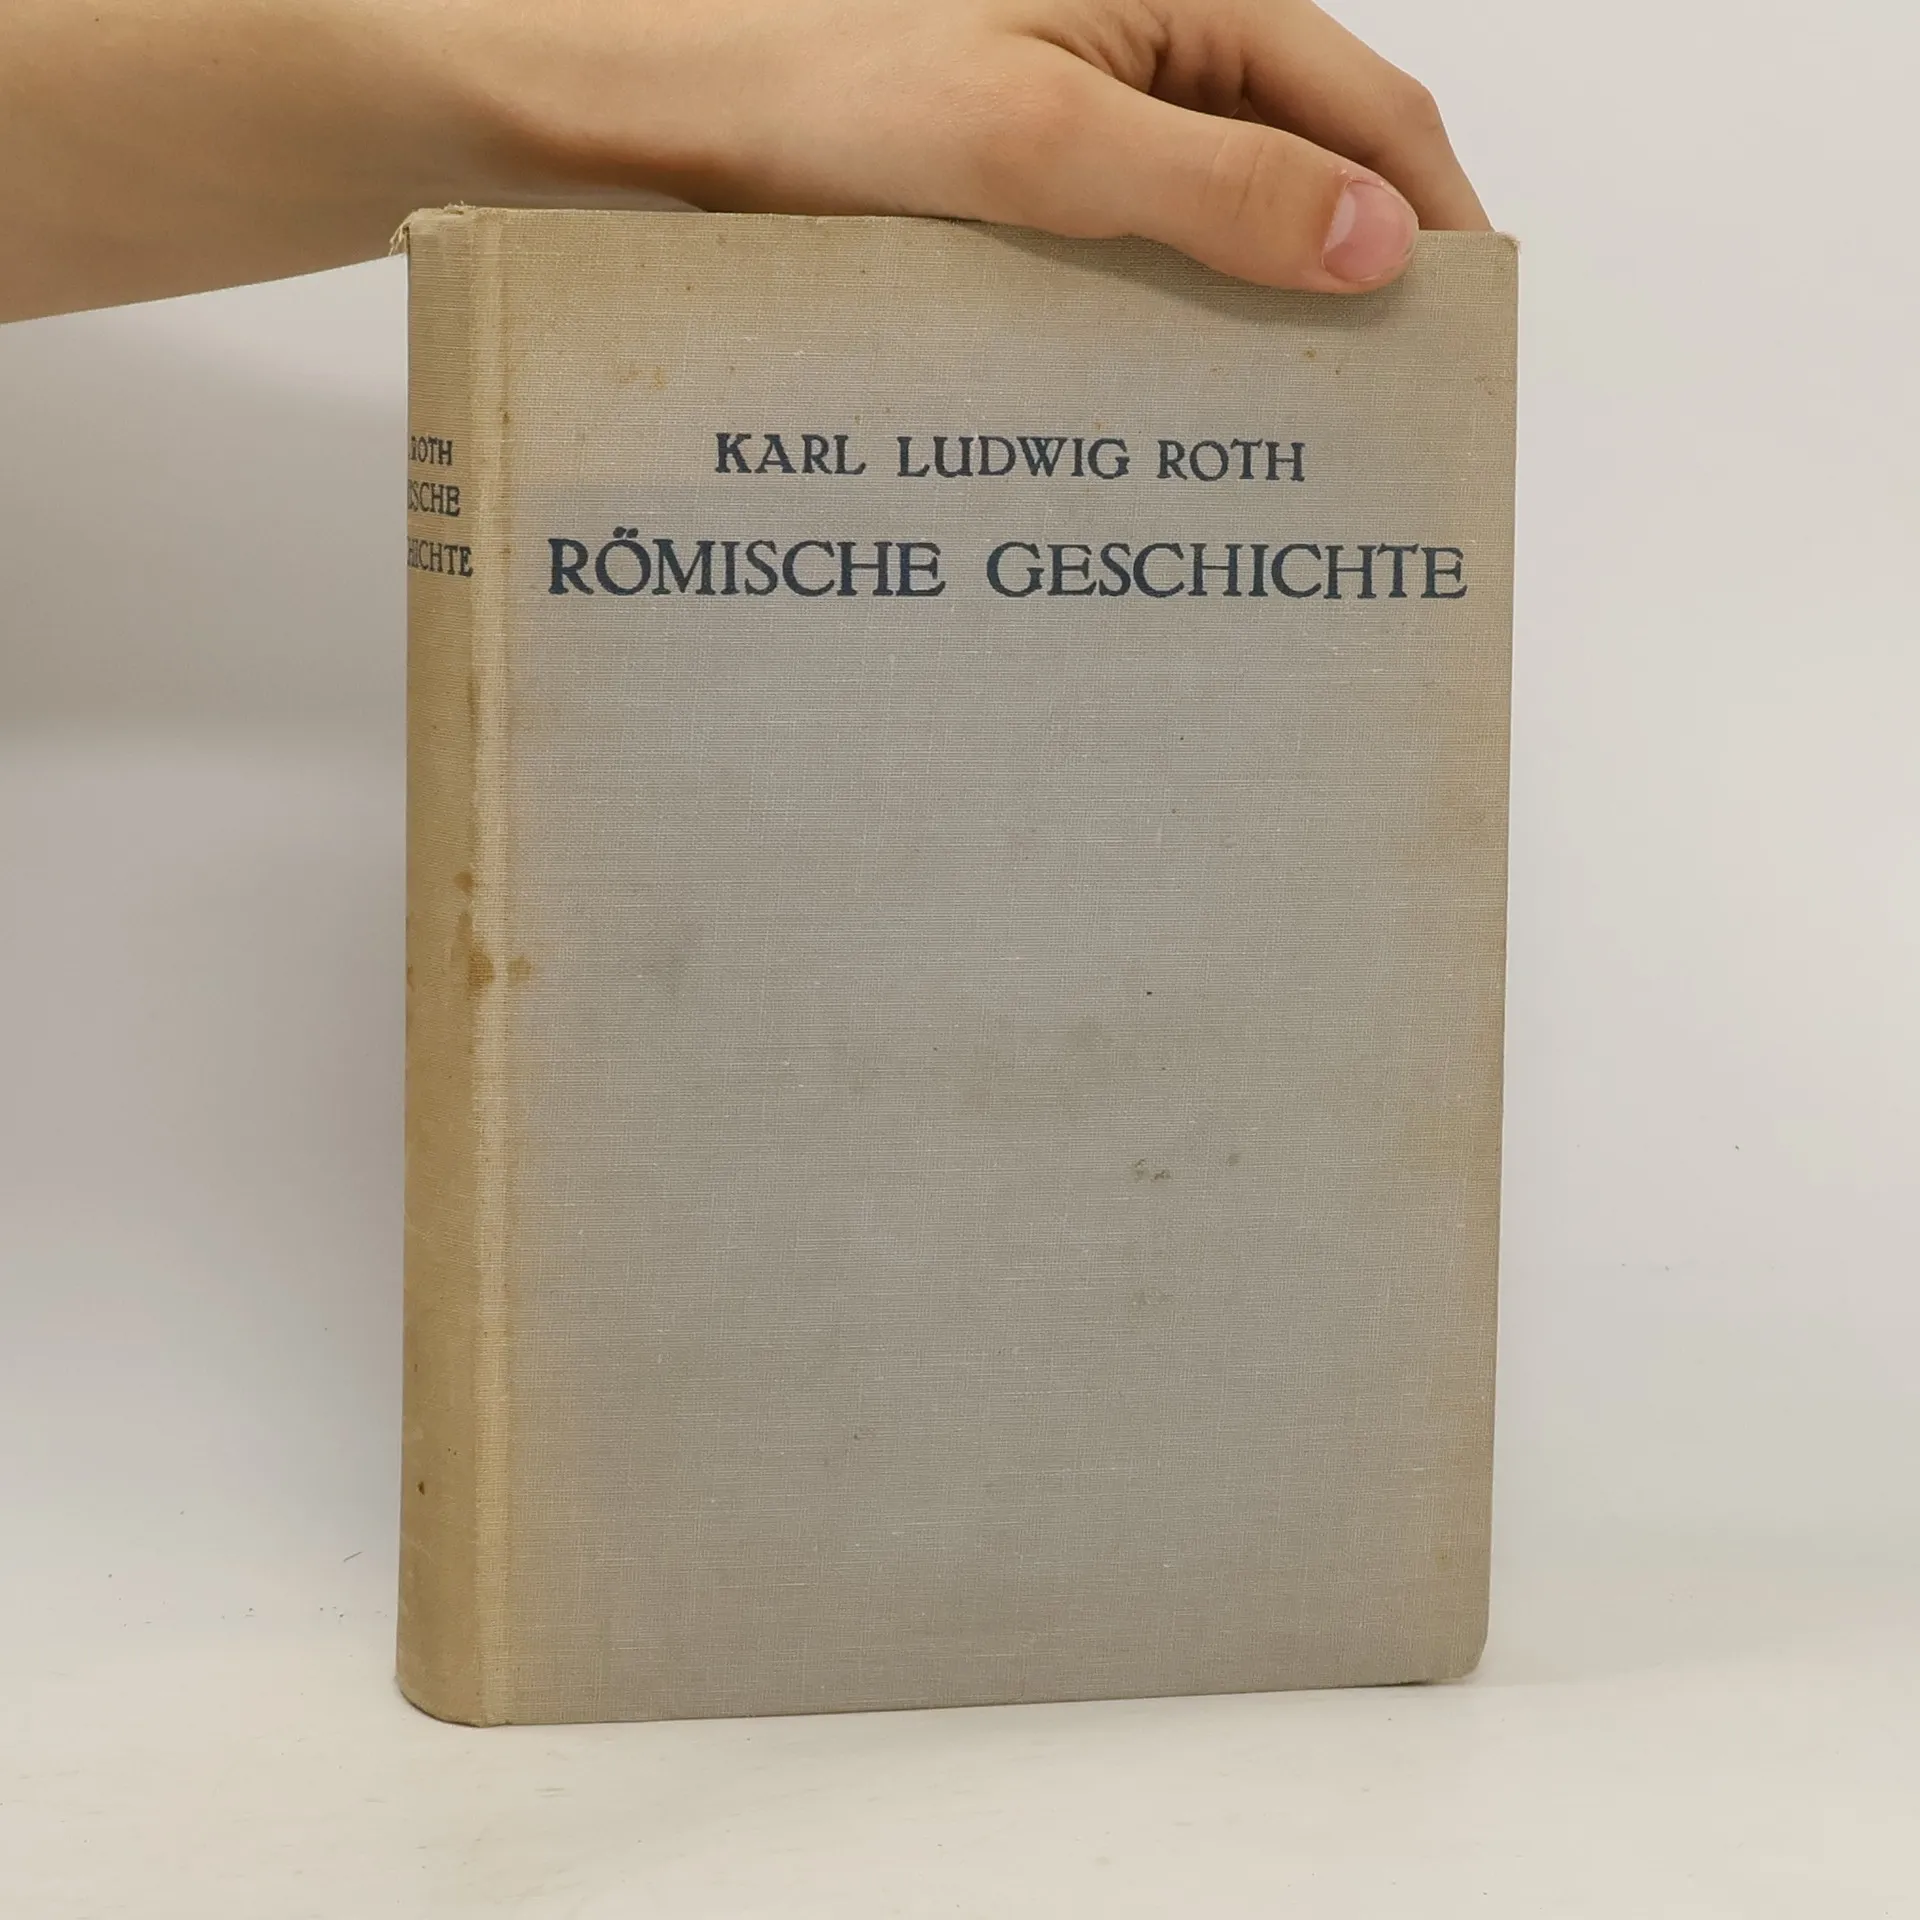 KARL LUDWIG ROTH
RÖMISCHE GESCHICHTE
ROTH